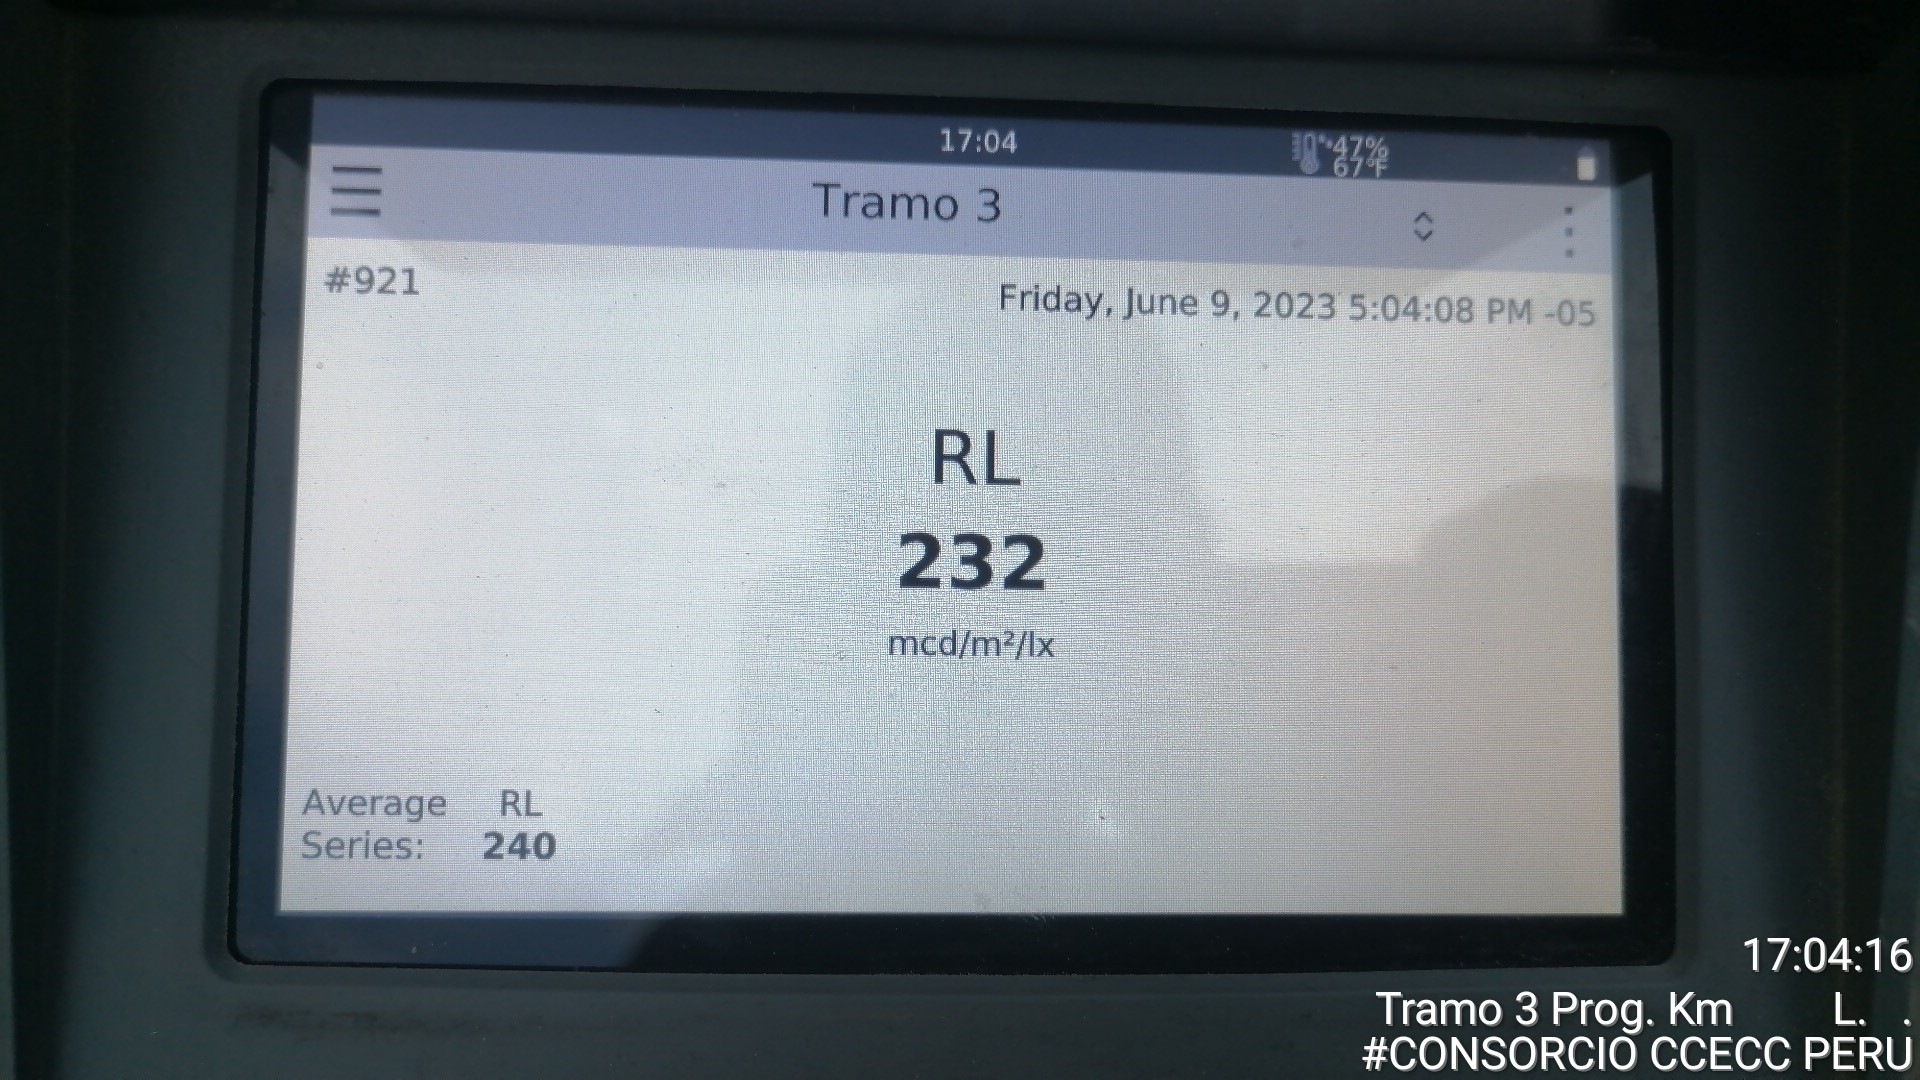 17:04
47%
67°F
Tramo 3
#921
Friday, June 9, 2023 5:04:08 PM -05
RL
232
mcd/m²/lx
Average RL
Series: 240
17:04:16
Tramo 3 Prog. Km L. .
#CONSORCIO CCECC PERU